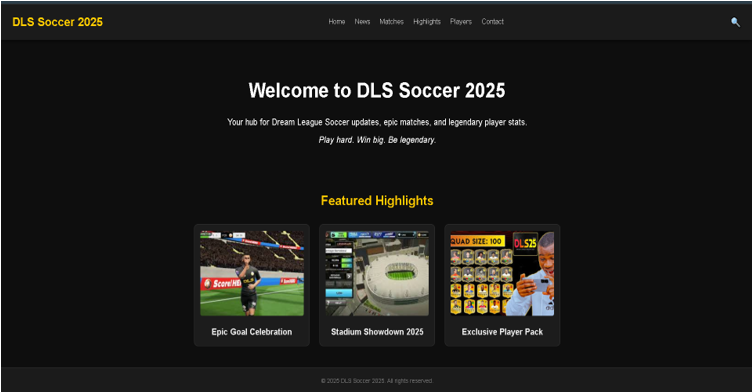 DLS Soccer 2025
Home News Matches Highlights Players Contact
Welcome to DLS Soccer 2025
Your hub for Dream League Soccer updates, epic matches, and legendary player stats.
Play hard. Win big. Be legendary.
Featured Highlights
Score! HE
QUAD SIZE: 100
DLS25
Epic Goal Celebration
Stadium Showdown 2025
Exclusive Player Pack
© 2025 DLS Soccer 2025. All rights reserved.